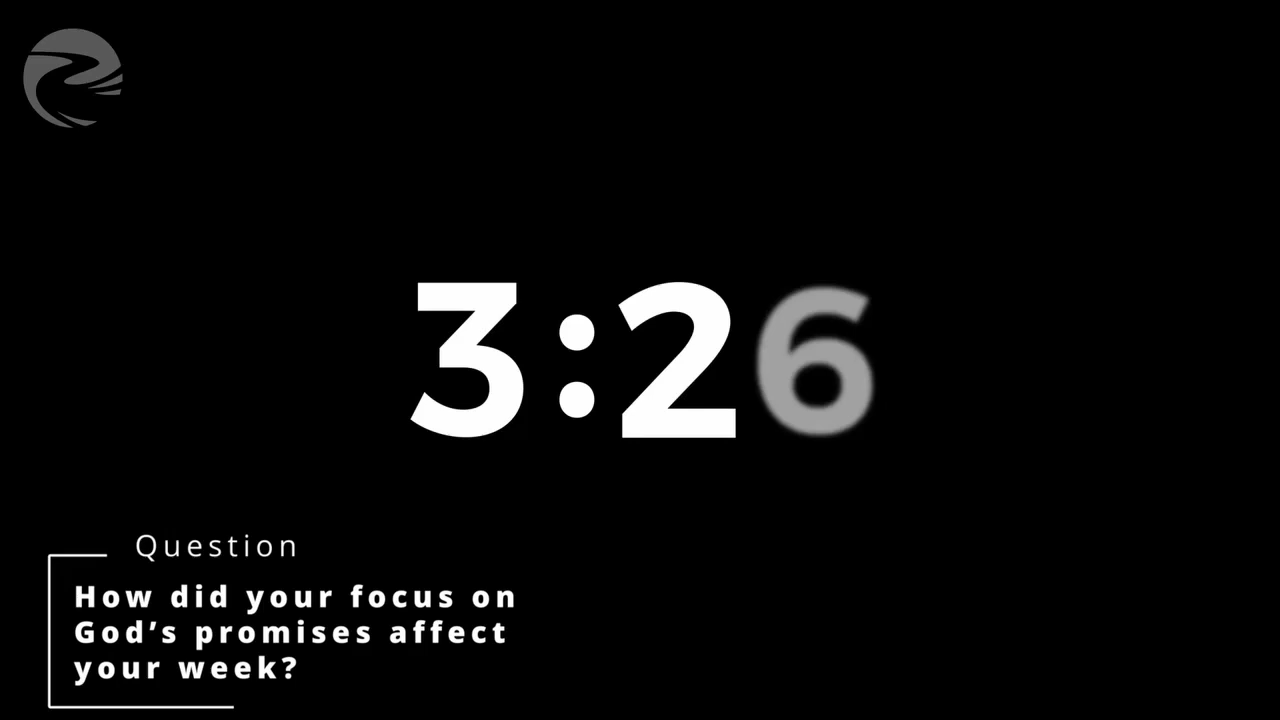 3:26
Question
How did your focus on
God’s promises affect
your week?